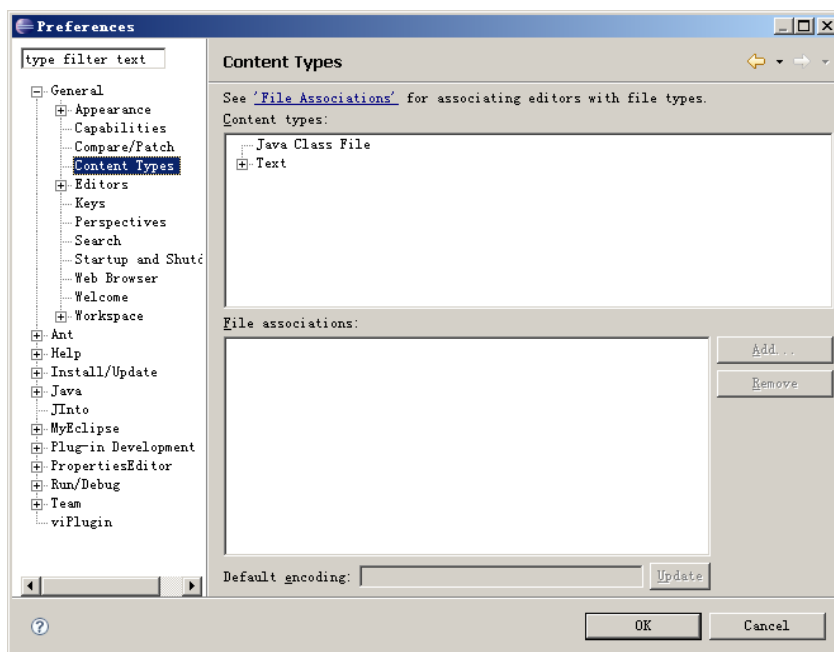 Preferences
type filter text
General
Appearance
Capabilities
Compare/Patch
Content Types
Editors
Keys
Perspectives
Search
Startup and Shutd
Web Browser
Welcome
Workspace
Ant
Help
Install/Update
Java
JInto
MyEclipse
Plug-in Development
PropertiesEditor
Run/Debug
Team
viPlugin
Content Types
See 'File Associations' for associating editors with file types.
Content types:
Java Class File
Text
File associations:
Add...
Remove
Default encoding:
Update
OK
Cancel